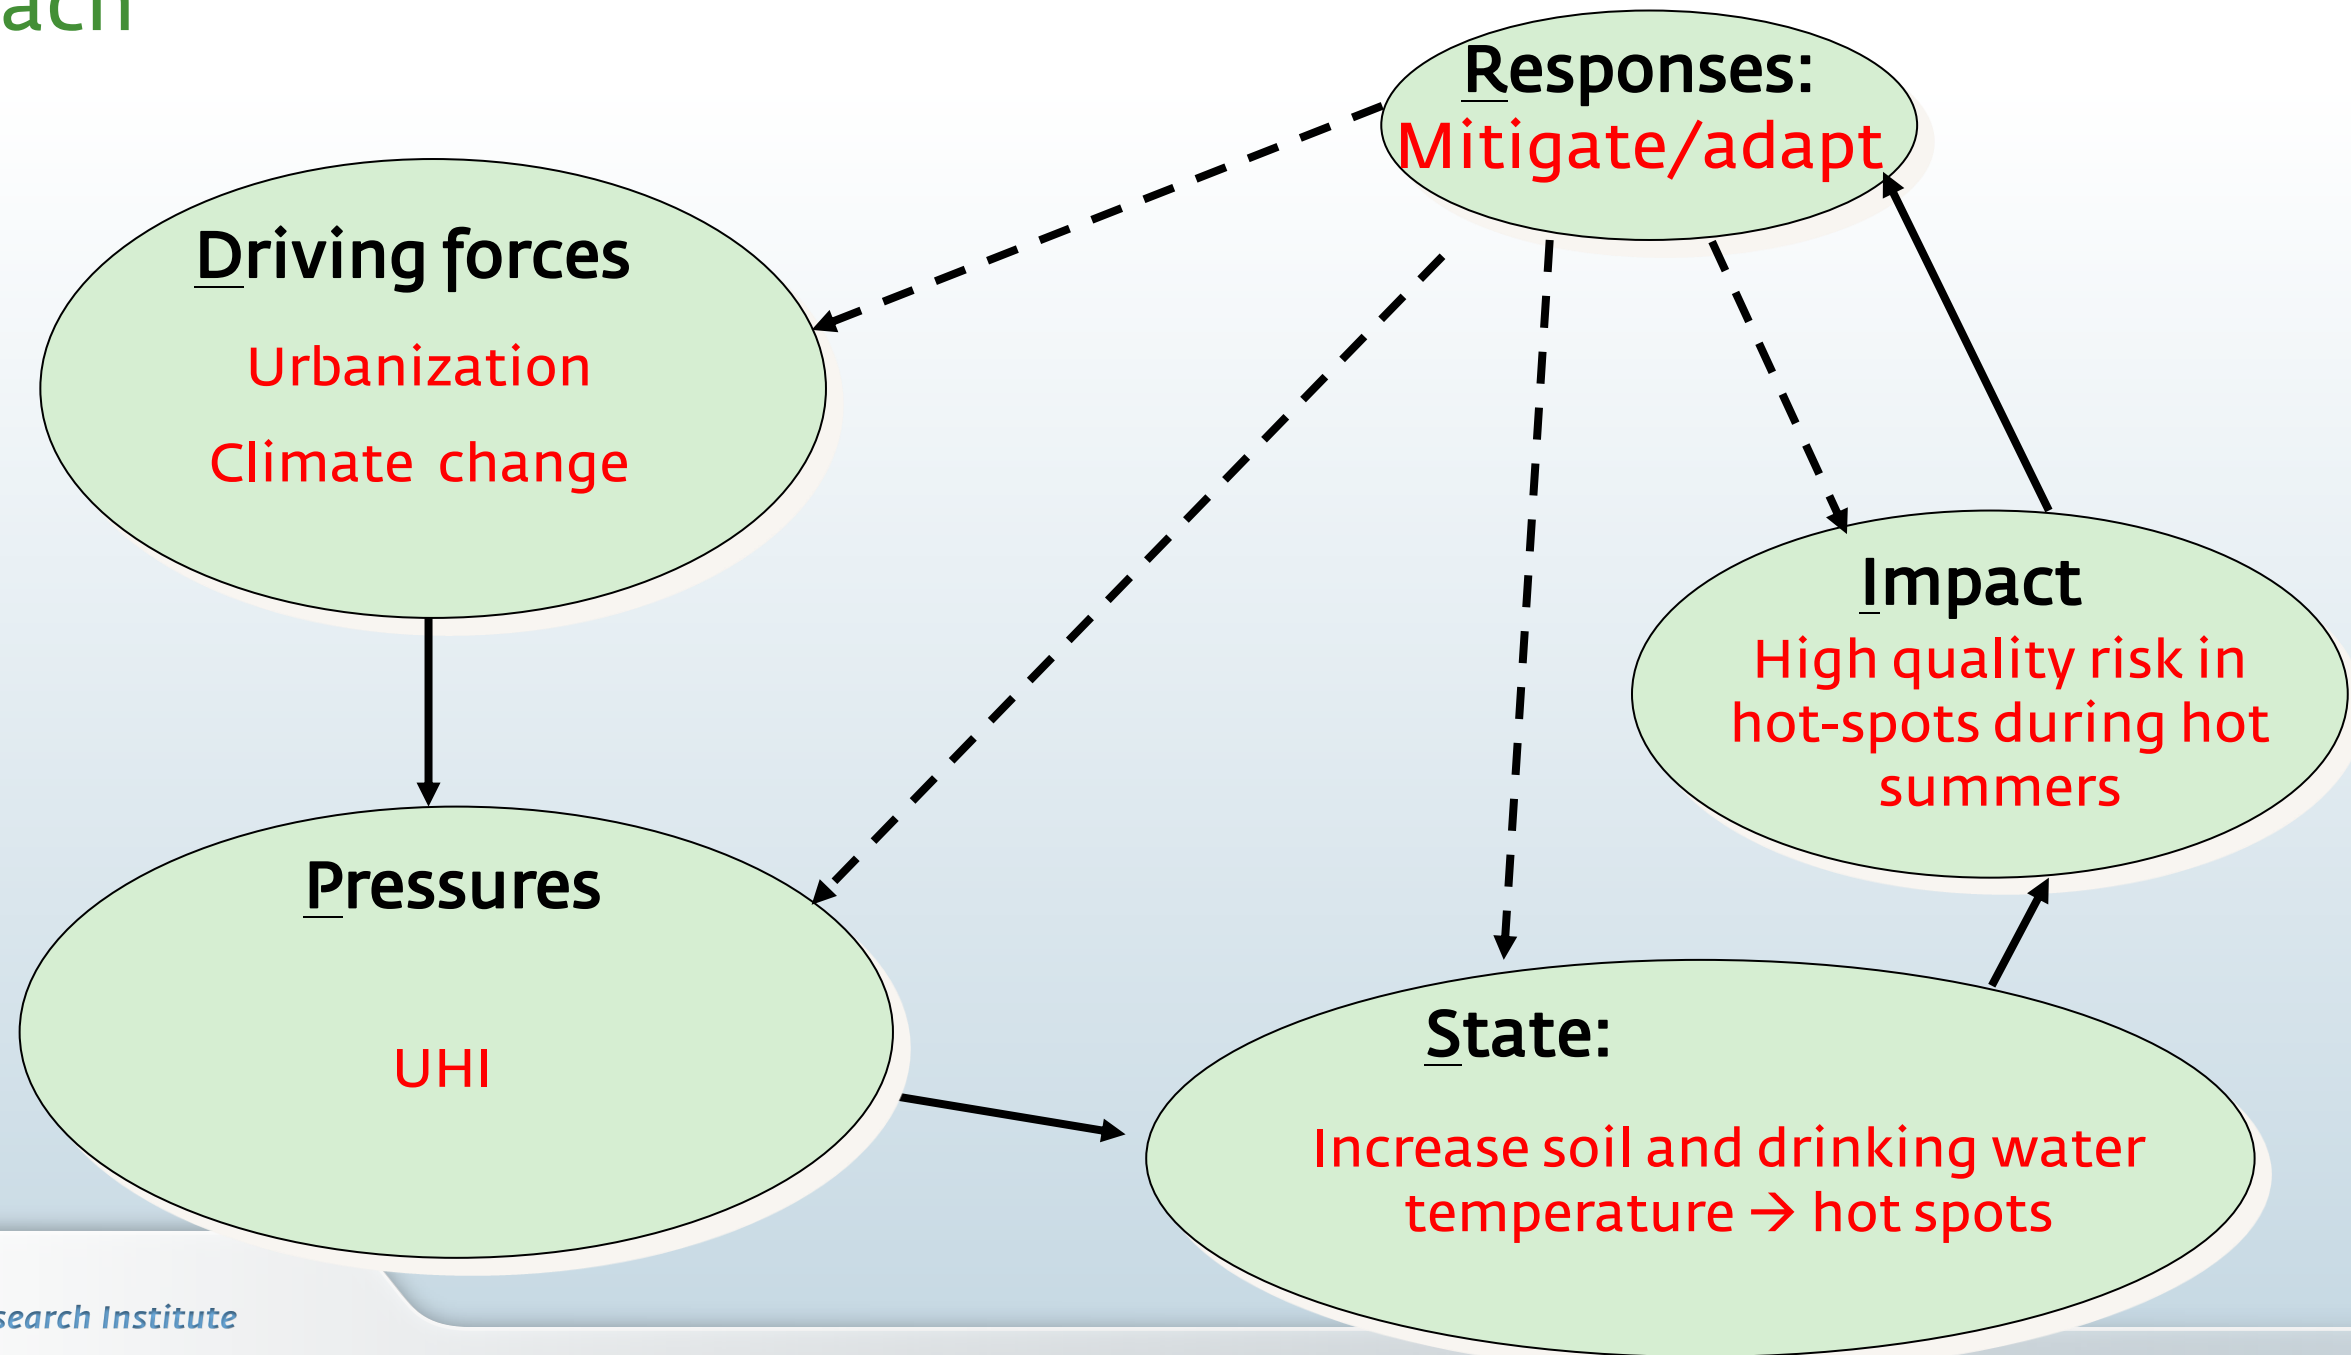 Responses:
Mitigate/adapt
Driving forces
Urbanization
Climate change
Impact
High quality risk in
hot-spots during hot
summers
Pressures
UHI
State:
Increase soil and drinking water
temperature → hot spots
Institute